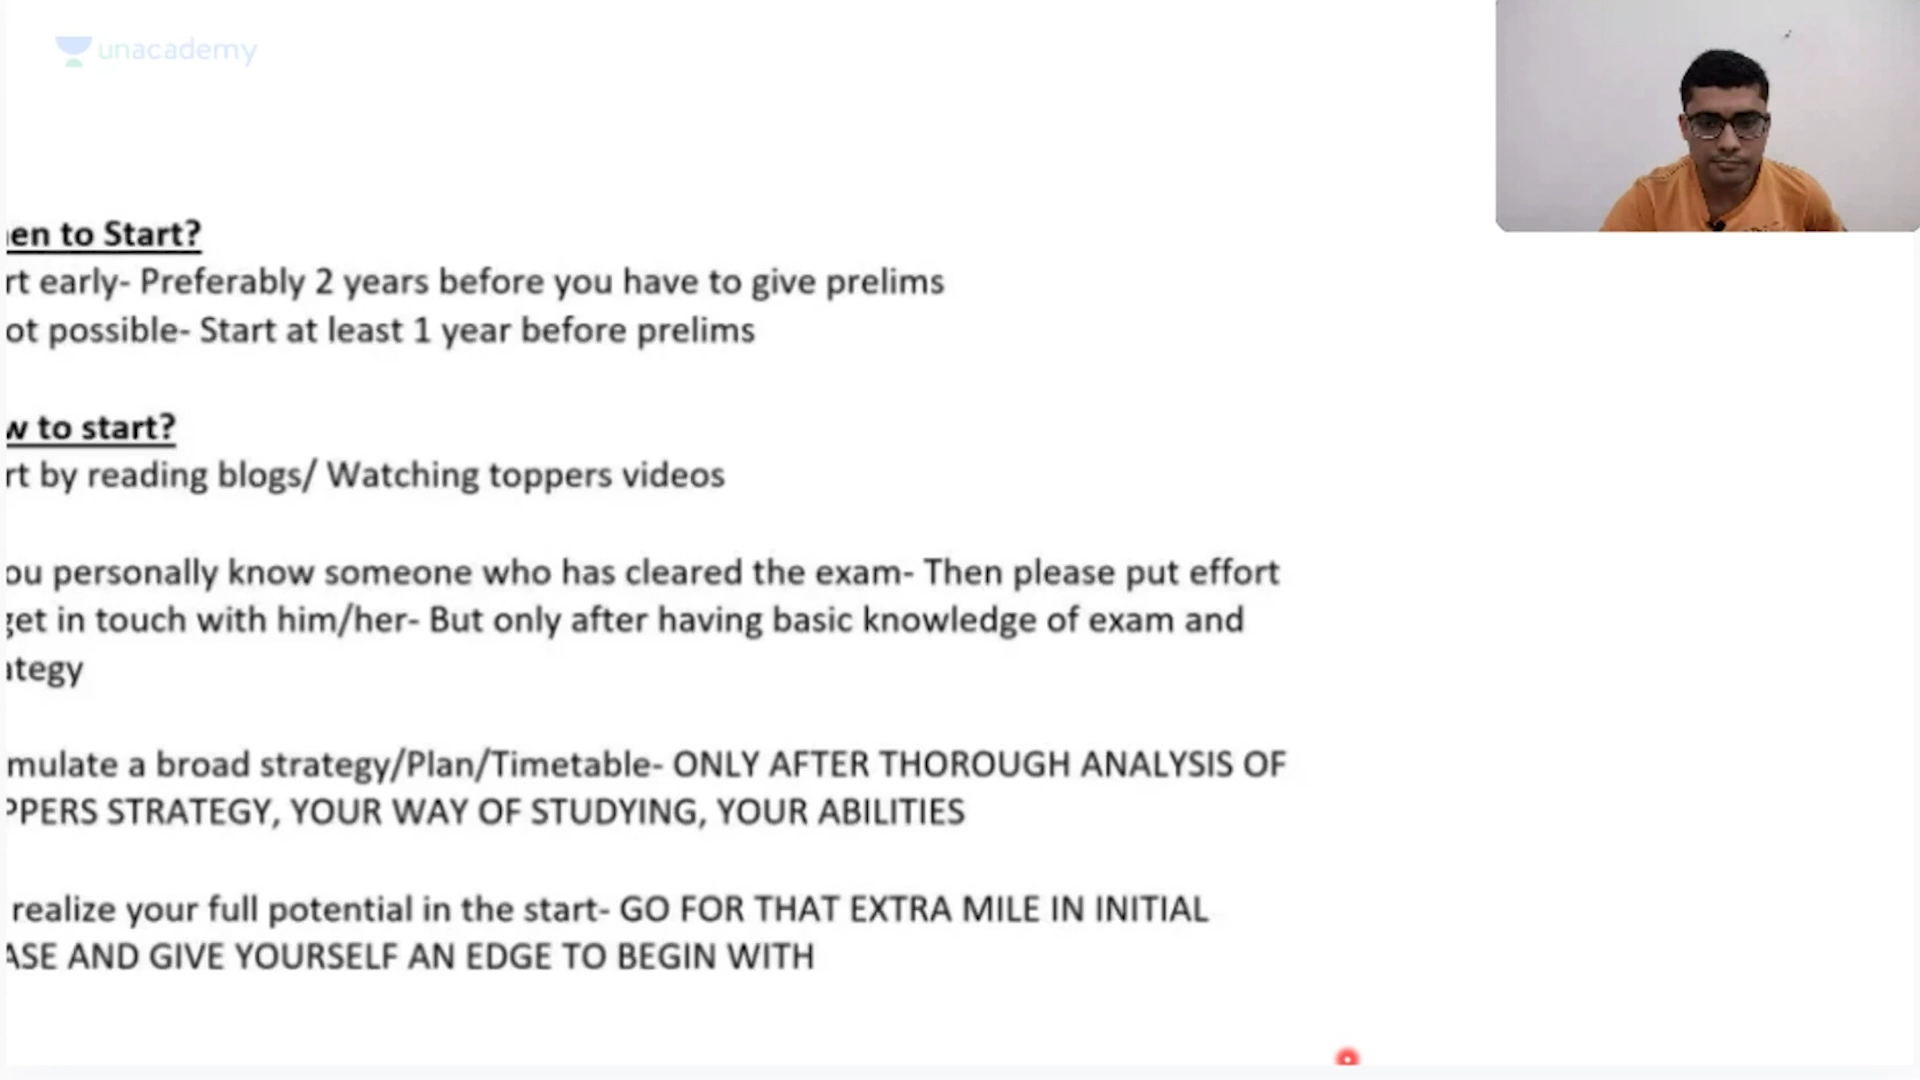 unacademy
en to Start?
rt early- Preferably 2 years before you have to give prelims
ot possible- Start at least 1 year before prelims
w to start?
rt by reading blogs/ Watching toppers videos
ou personally know someone who has cleared the exam- Then please put effort
get in touch with him/her- But only after having basic knowledge of exam and
ategy
mulate a broad strategy/Plan/Timetable- ONLY AFTER THOROUGH ANALYSIS OF
PPERS STRATEGY, YOUR WAY OF STUDYING, YOUR ABILITIES
realize your full potential in the start- GO FOR THAT EXTRA MILE IN INITIAL
ASE AND GIVE YOURSELF AN EDGE TO BEGIN WITH